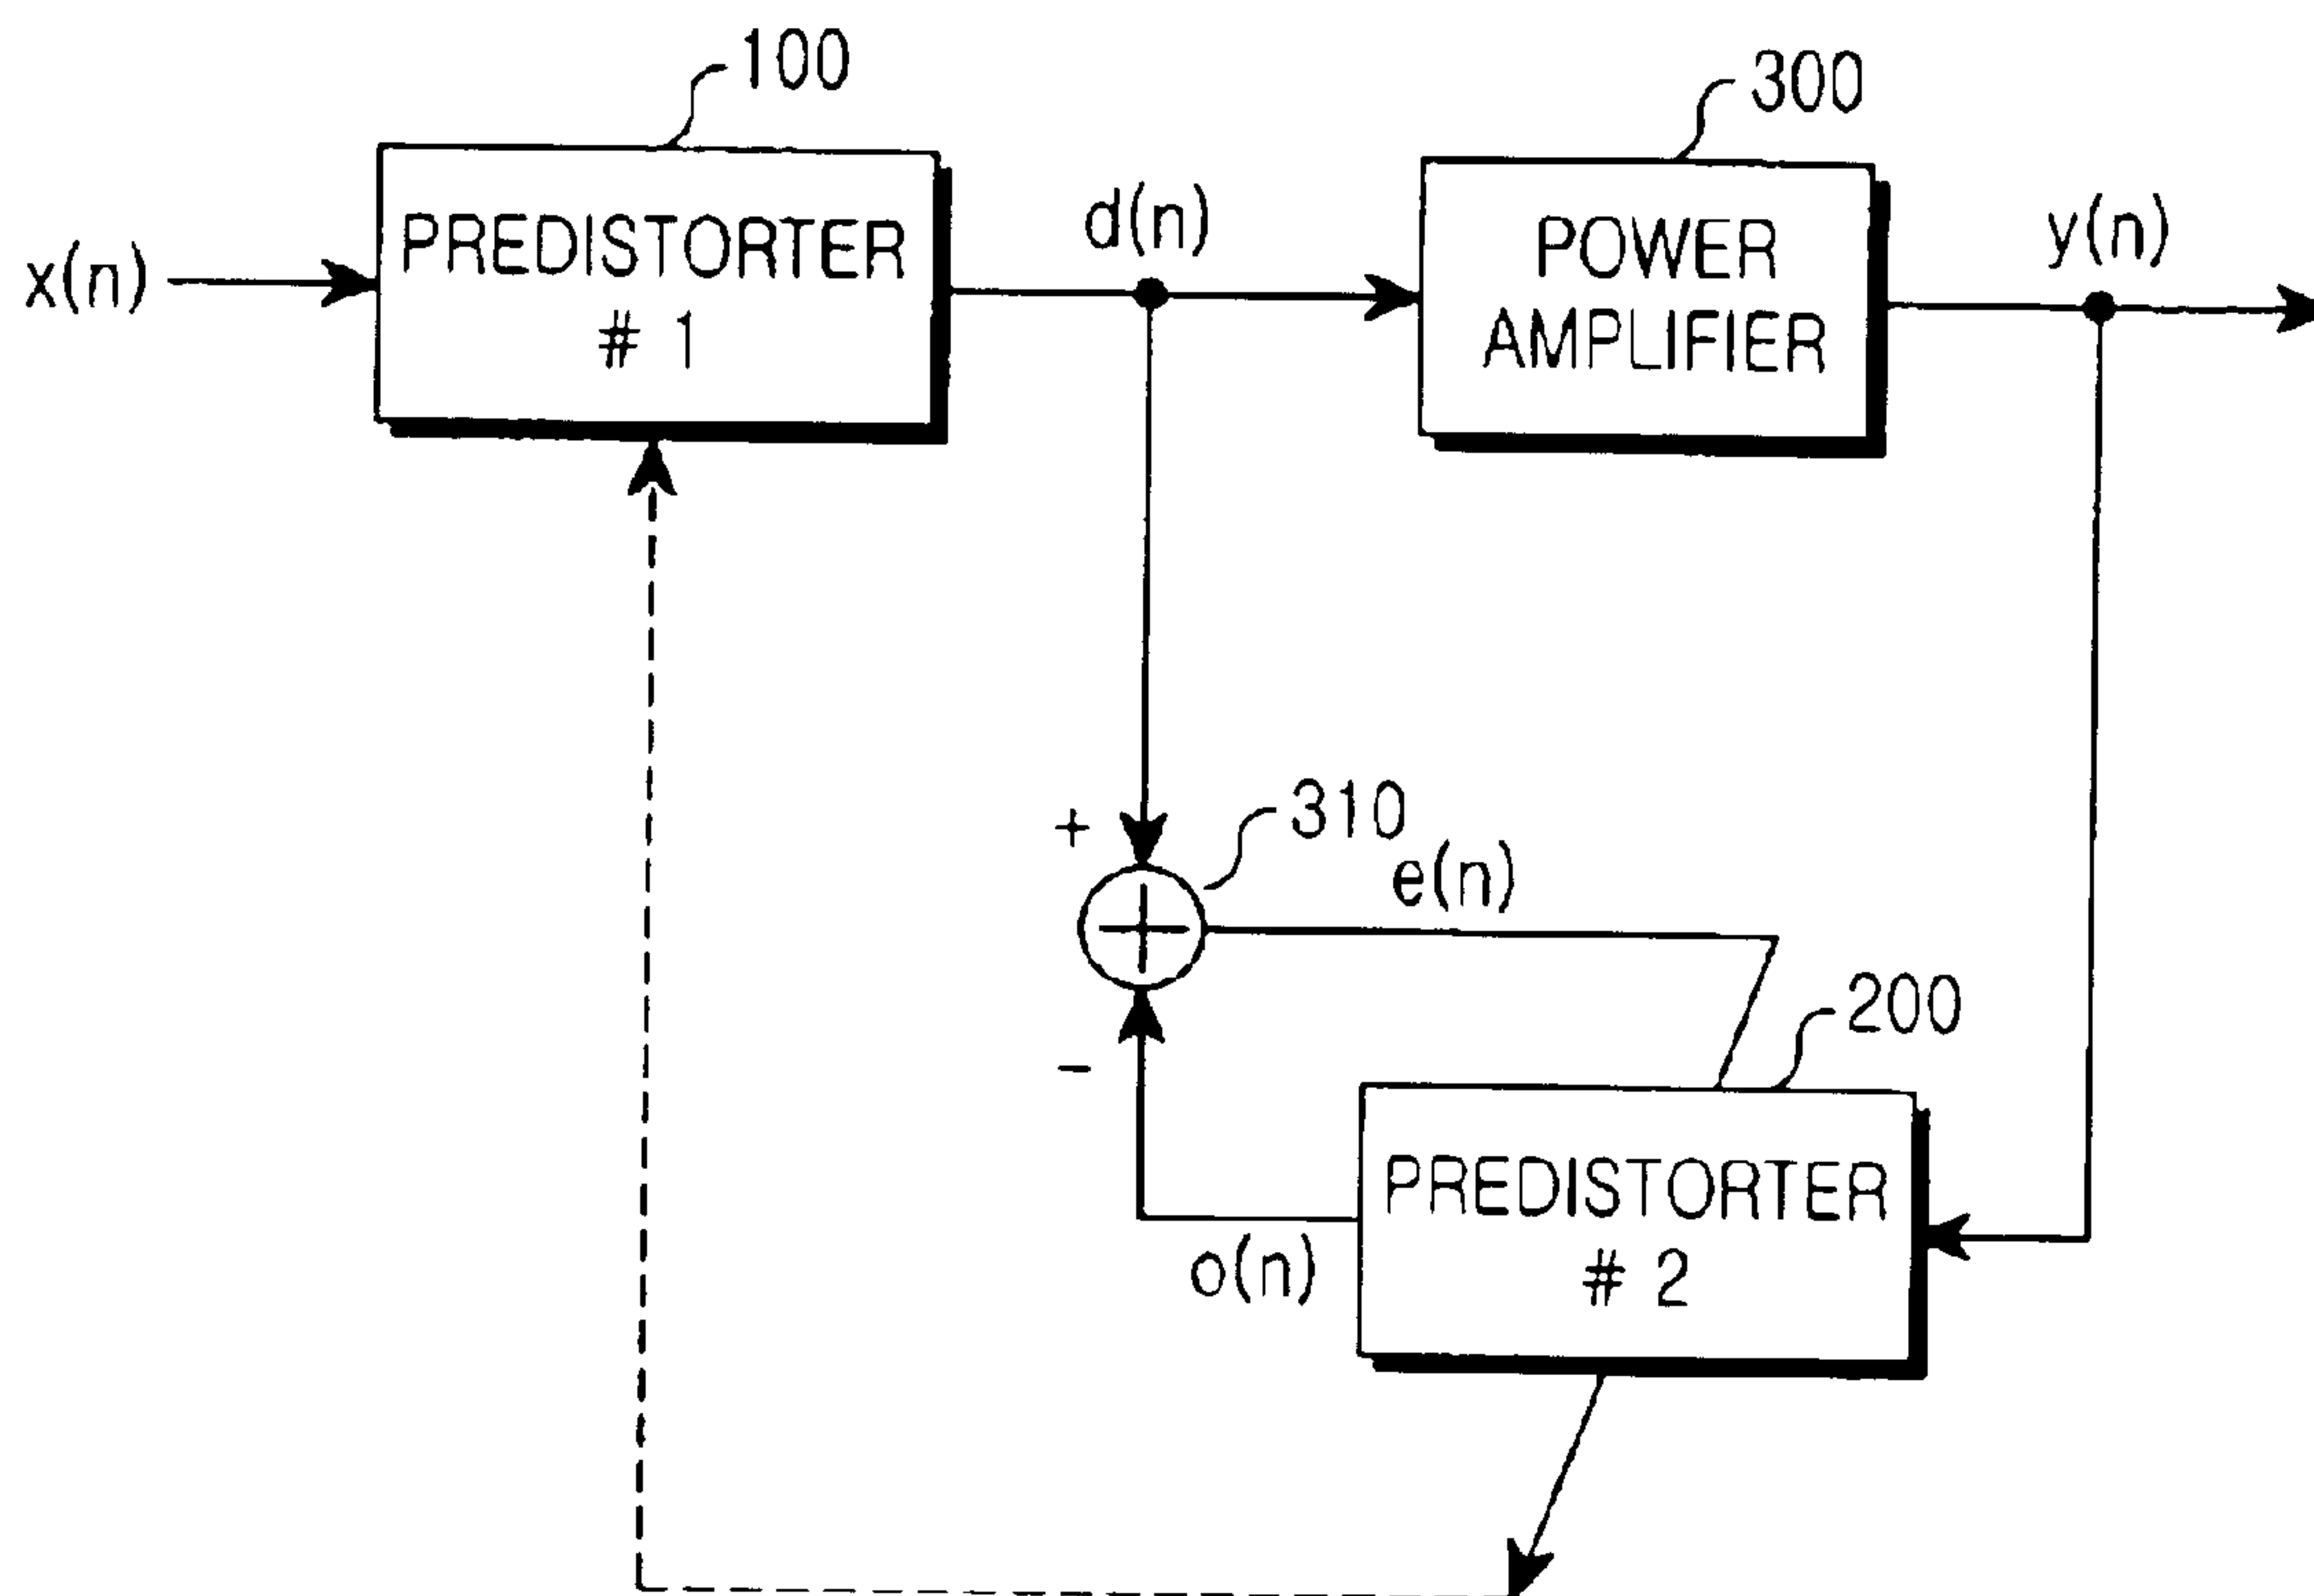 100
300
x(n)
PREDISTORTER
# 1
d(n)
POWER
AMPLIFIER
y(n)
+
310
e(n)
-
200
o(n)
PREDISTORTER
# 2